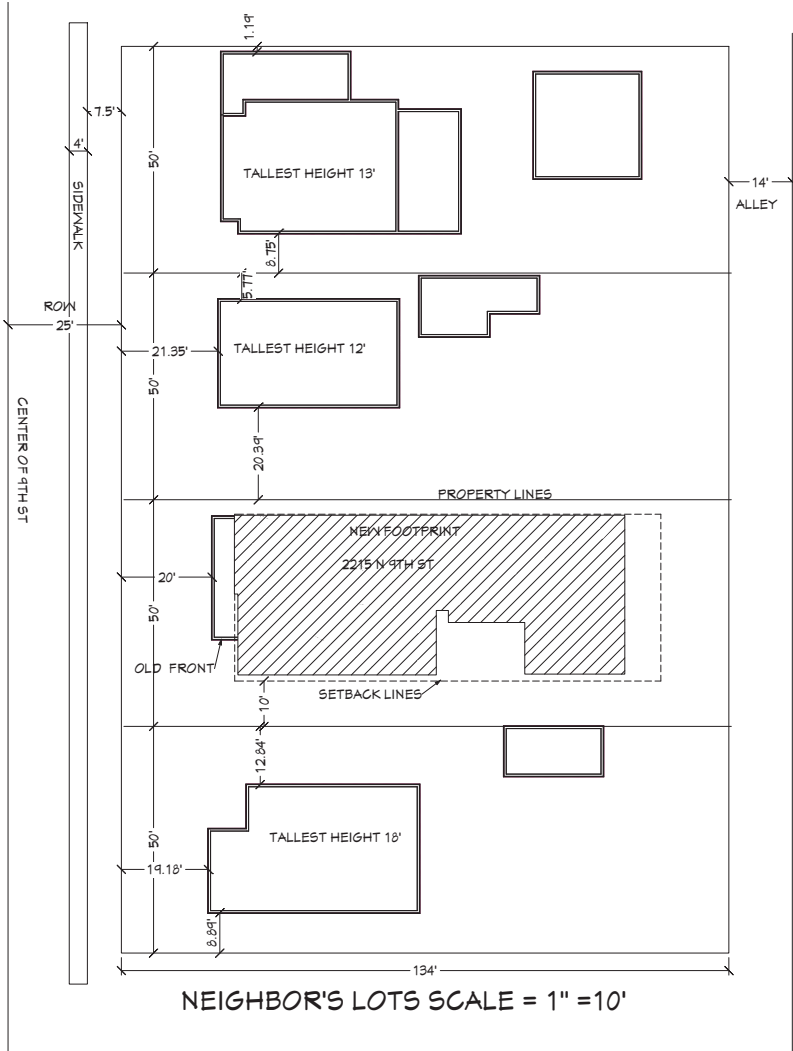 1.19'
7.5'
4'
50'
TALLEST HEIGHT 13'
14'
ALLEY
SIDEWALK
8.75'
5.77'
ROW
25'
21.35'
TALLEST HEIGHT 12'
50'
CENTER OF 9TH ST
20.39'
PROPERTY LINES
NEW FOOTPRINT
2215 N 9TH ST
20'
50'
OLD FRONT
SETBACK LINES
10'
12.84'
50'
TALLEST HEIGHT 18'
19.18'
8.89'
134'
NEIGHBOR'S LOTS SCALE = 1" =10'